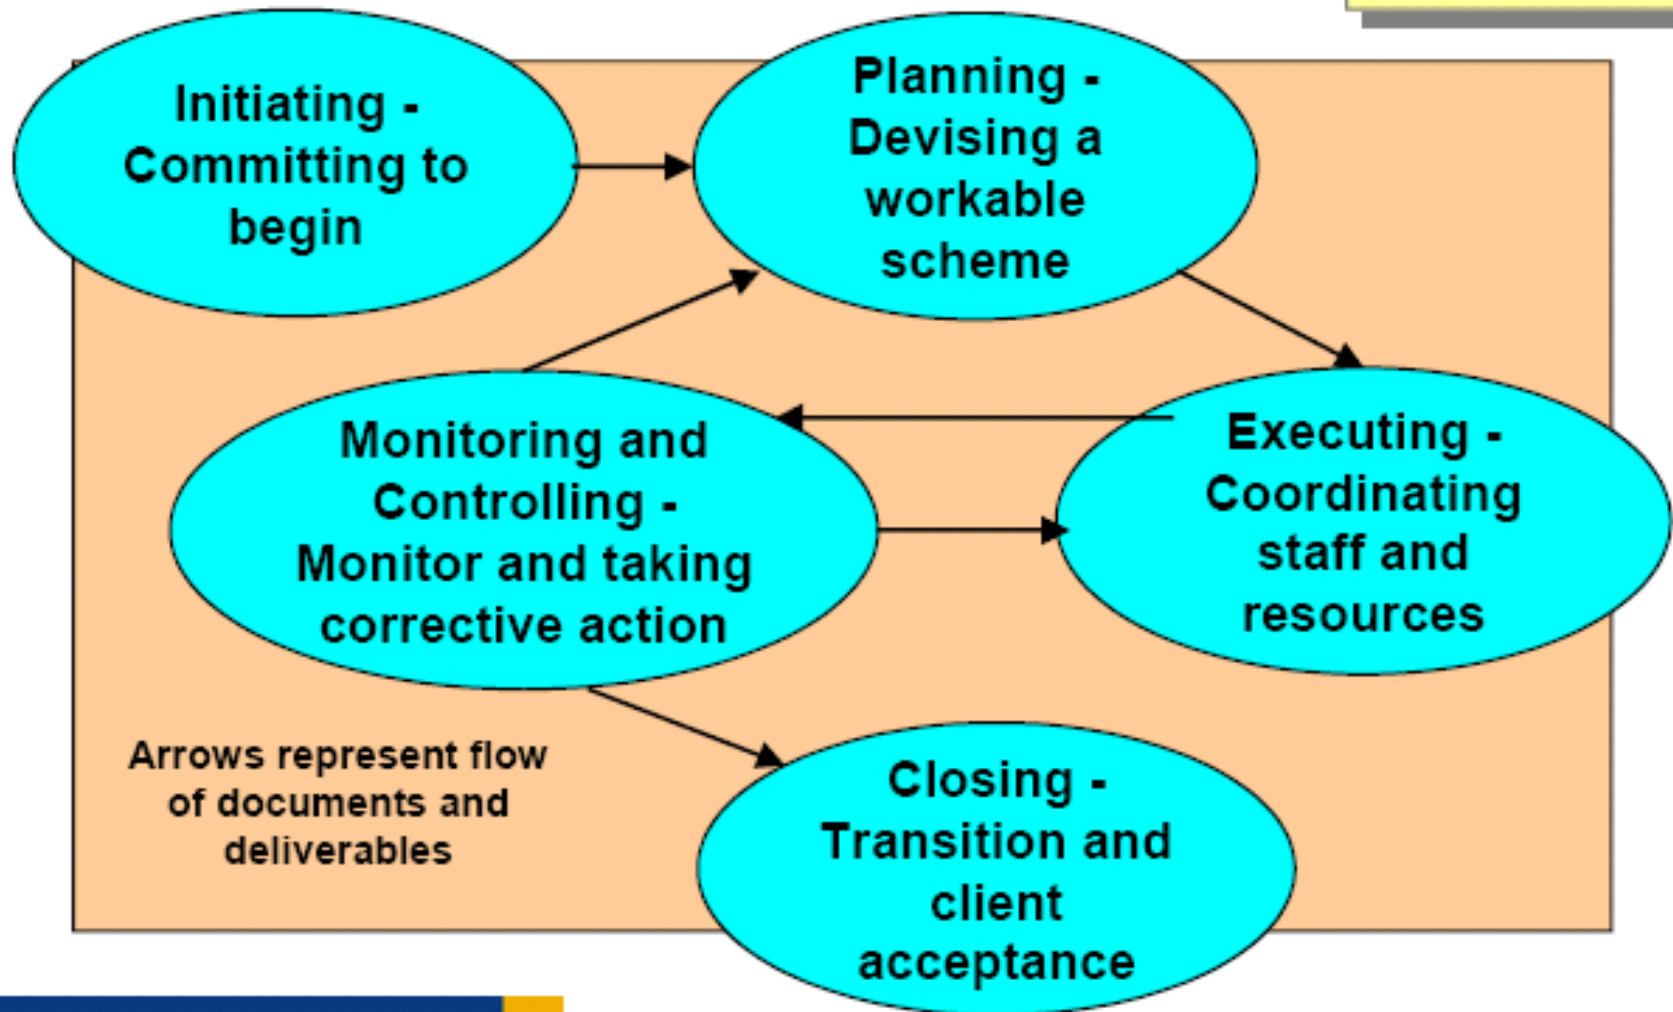 Initiating -
Committing to
begin
Planning -
Devising a
workable
scheme
Monitoring and
Controlling -
Monitor and taking
corrective action
Executing -
Coordinating
staff and
resources
Arrows represent flow
of documents and
deliverables
Closing -
Transition and
client
acceptance